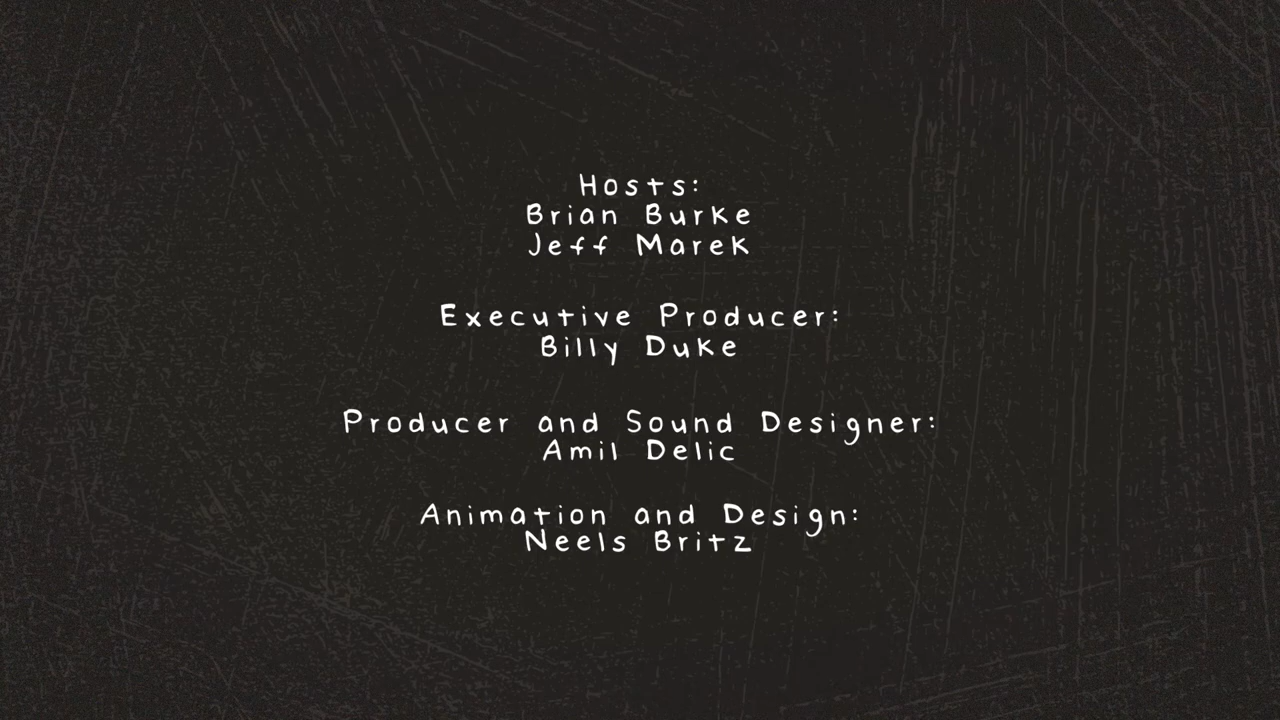 Hosts:
Brian Burke
Jeff Marek
Executive Producer:
Billy Duke
Producer and Sound Designer:
Amil Delic
Animation and Design:
Neels Britz